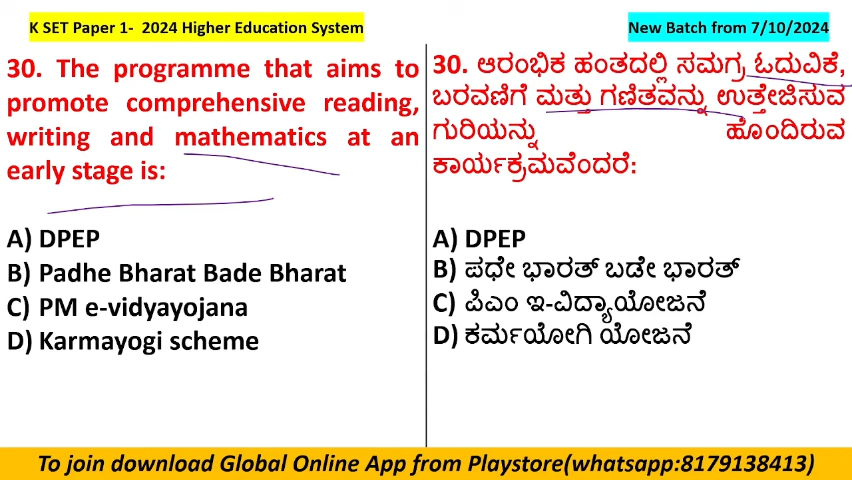 K SET Paper 1-  2024 Higher Education System
New Batch from 7/10/2024
30. The programme that aims to
promote comprehensive reading,
writing and mathematics at an
early stage is:
A) DPEP
B) Padhe Bharat Bade Bharat
C) PM e-vidyayojana
D) Karmayogi scheme
30. ಆರಂಭಿಕ ಹಂತದಲ್ಲಿ ಸಮಗ್ರ ಓದುವಿಕೆ,
ಬರವಣಿಗೆ ಮತ್ತು ಗಣಿತವನ್ನು ಉತ್ತೇಜಿಸುವ
ಗುರಿಯನ್ನು ಹೊಂದಿರುವ
ಕಾರ್ಯಕ್ರಮವೆಂದರೆ:
A) DPEP
B) ಪಧೇ ಭಾರತ್ ಬಡೇ ಭಾರತ್
C) ಪಿಎಂ ಇ-ವಿದ್ಯಾಯೋಜನೆ
D) ಕರ್ಮಯೋಗಿ ಯೋಜನೆ
To join download Global Online App from Playstore(whatsapp:8179138413)